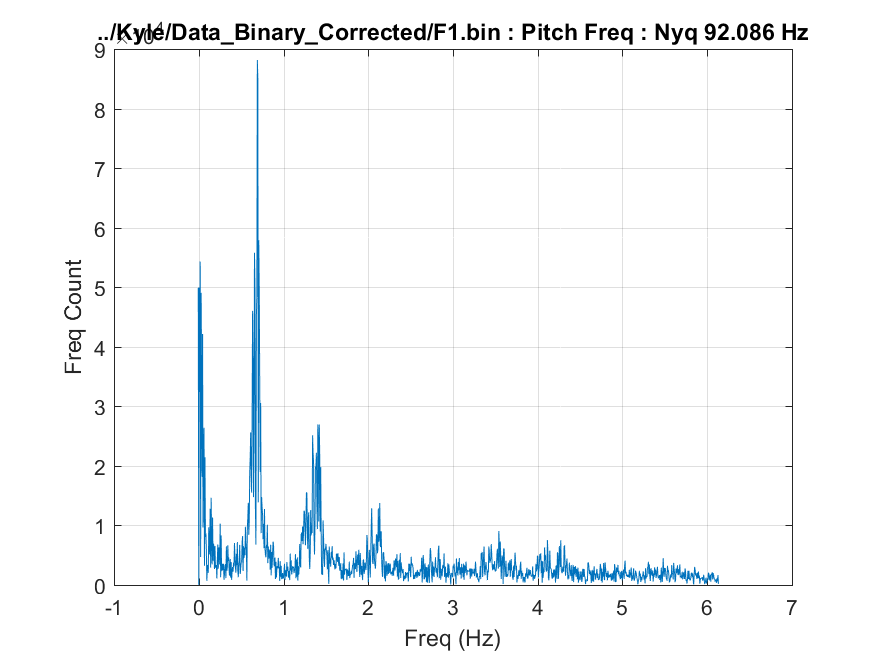 ../Kyle/Data_Binary_Corrected/F1.bin : Pitch Freq : Nyq 92.086 Hz
×10⁴
9
8
7
6
5
4
3
2
1
0
Freq Count
-1 0 1 2 3 4 5 6 7
Freq (Hz)